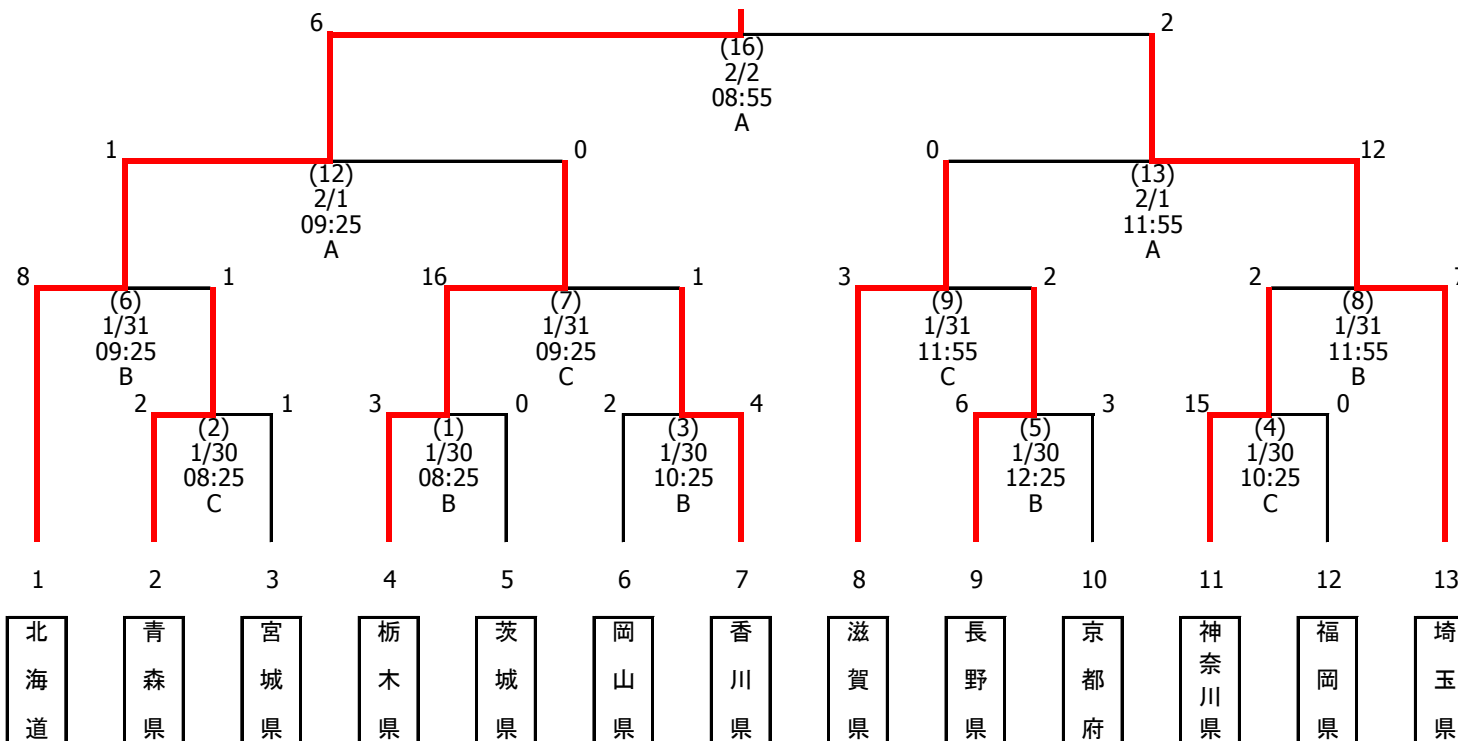 6 2
(16)
2/2
08:55
A
1 0 0 12
(12) (13)
2/1 2/1
09:25 11:55
A A
8 1 16 1 3 2 2 7
(6) (7) (9) (8)
1/31 1/31 1/31 1/31
09:25 09:25 11:55 11:55
B C C B
2 1 3 0 2 4 6 3 15 0
(2) (1) (3) (5) (4)
1/30 1/30 1/30 1/30 1/30
08:25 08:25 10:25 12:25 10:25
C B B B C
1 2 3 4 5 6 7 8 9 10 11 12 13
北海道
青森県
宮城県
栃木県
茨城県
岡山県
香川県
滋賀県
長野県
京都府
神奈川県
福岡県
埼玉県